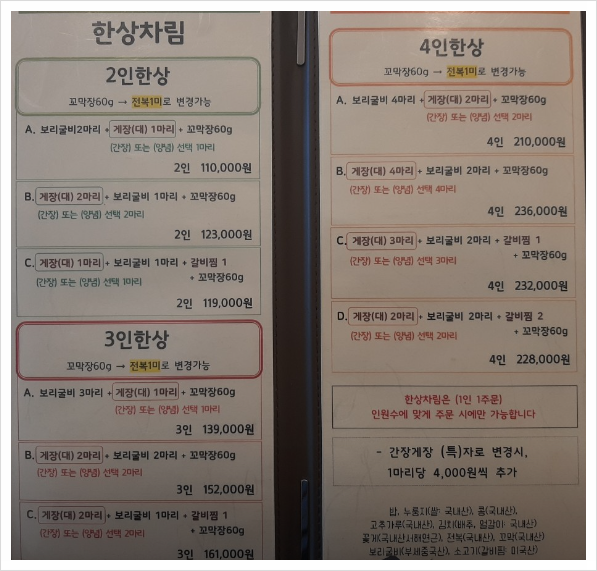 한상차림
2인한상
꼬막장60g → 전복1미로 변경가능
A. 보리굴비2마리 + 게장(대) 1마리 + 꼬막장60g
(간장) 또는 (양념) 선택 1마리
2인 110,000원
B. 게장(대) 2마리 + 보리굴비 1마리 + 꼬막장60g
(간장) 또는 (양념) 선택 2마리
2인 123,000원
C. 게장(대) 1마리 + 보리굴비 1마리 + 갈비찜 1
+ 꼬막장60g
(간장) 또는 (양념) 선택 1마리
2인 119,000원
3인한상
꼬막장60g → 전복1미로 변경가능
A. 보리굴비 3마리 + 게장(대) 1마리 + 꼬막장60g
(간장) 또는 (양념) 선택 1마리
3인 139,000원
B. 게장(대) 2마리 + 보리굴비 2마리 + 꼬막장60g
(간장) 또는 (양념) 선택 2마리
3인 152,000원
C. 게장(대) 2마리 + 보리굴비 1마리 + 갈비찜 1
+ 꼬막장60g
(간장) 또는 (양념) 선택 2마리
3인 161,000원
4인한상
꼬막장60g → 전복1미로 변경가능
A. 보리굴비 4마리 + 게장(대) 2마리 + 꼬막장60g
(간장) 또는 (양념) 선택 2마리
4인 210,000원
B. 게장(대) 4마리 + 보리굴비 2마리 + 꼬막장60g
(간장) 또는 (양념) 선택 4마리
4인 236,000원
C. 게장(대) 3마리 + 보리굴비 2마리 + 갈비찜 1
+ 꼬막장60g
(간장) 또는 (양념) 선택 3마리
4인 232,000원
D. 게장(대) 2마리 + 보리굴비 2마리 + 갈비찜 2
+ 꼬막장60g
(간장) 또는 (양념) 선택 2마리
4인 228,000원
한상차림은 (1인 1주문)
인원수에 맞게 주문 시에만 가능합니다
- 간장게장 (특)자로 변경시,
1마리당 4,000원씩 추가
밥, 누룽지(쌀: 국내산), 콩(국내산),
고추가루(국내산), 김치(배추, 얼갈이: 국내산)
꽃게(국내산서해연근), 전복(국내산), 꼬막(국내산)
보리굴비(부세중국산), 소고기(갈비찜: 미국산)